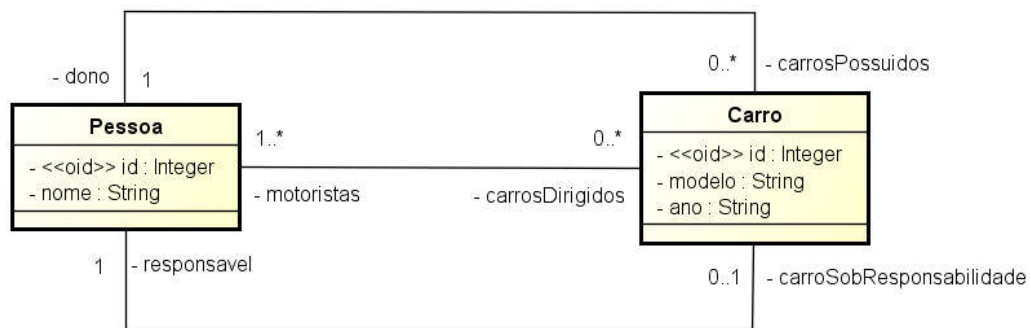 - dono
1
0..*
- carrosPossuidos
Pessoa
- <<oid>> id : Integer
- nome : String
1..*
- motoristas
0..*
- carrosDirigidos
Carro
- <<oid>> id : Integer
- modelo : String
- ano : String
1
- responsavel
0..1
- carroSobResponsabilidade